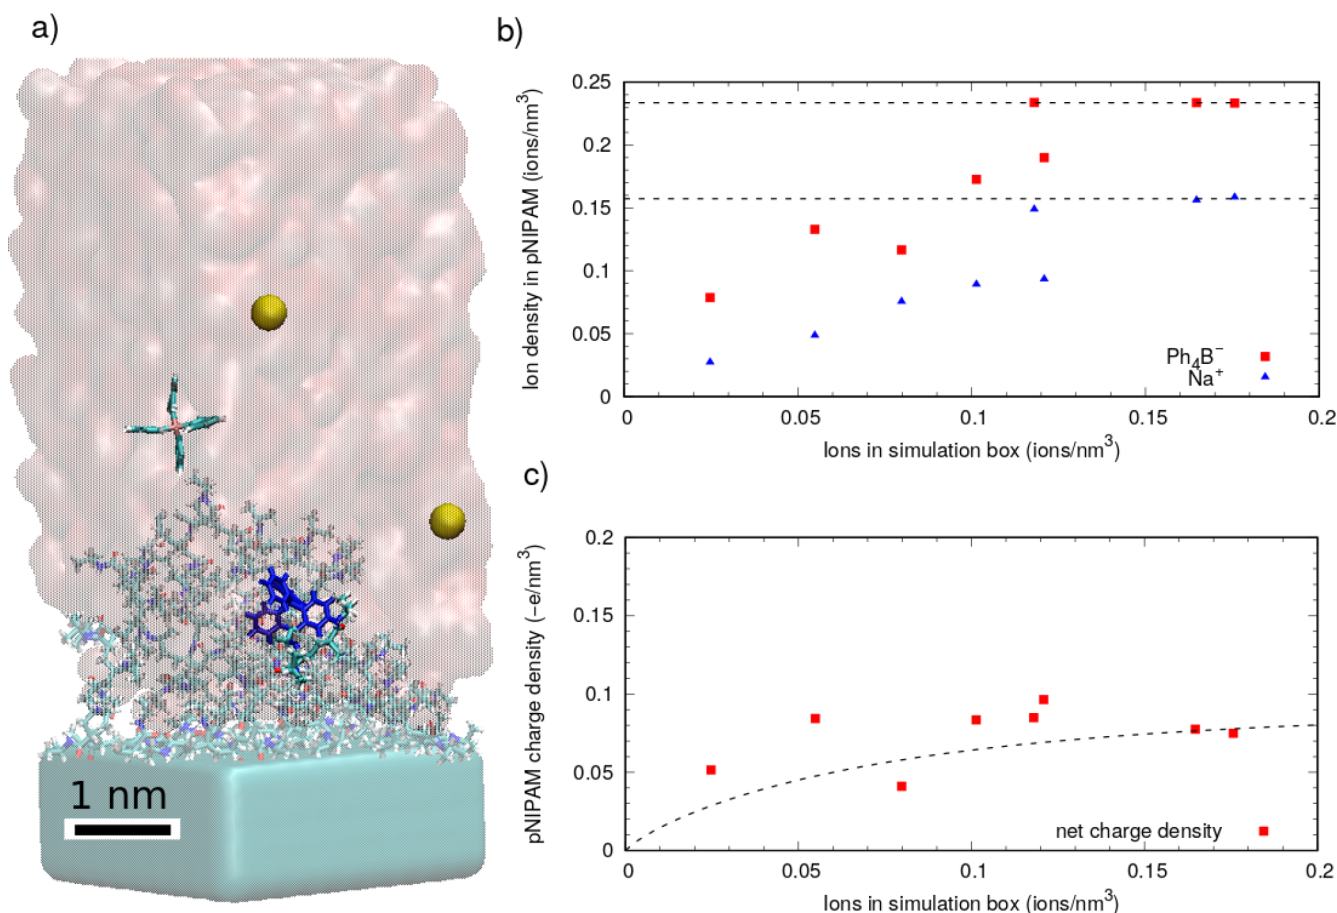 a)
1 nm
b)
Ion density in pNIPAM (ions/nm³)
0.25
0.2
0.15
0.1
0.05
0
Ph₄B⁻
Na⁺
0 0.05 0.1 0.15 0.2
Ions in simulation box (ions/nm³)
c)
pNIPAM charge density (−e/nm³)
0.2
0.15
0.1
0.05
0
net charge density
0 0.05 0.1 0.15 0.2
Ions in simulation box (ions/nm³)